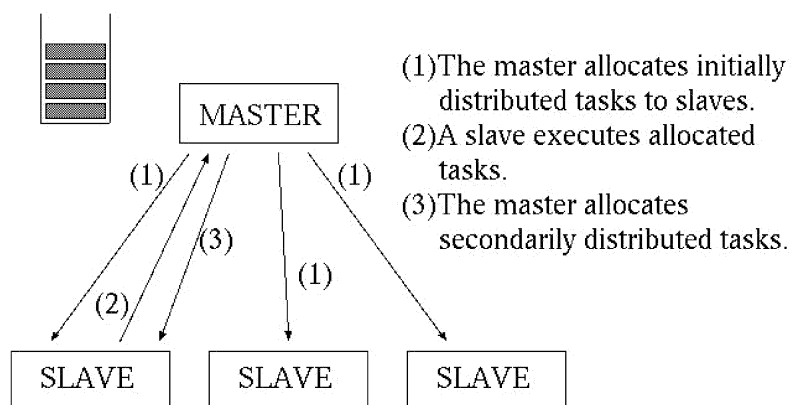 MASTER
(1)The master allocates initially
distributed tasks to slaves.
(2)A slave executes allocated
tasks.
(3)The master allocates
secondarily distributed tasks.
(1)
(1)
(3)
(1)
(2)
SLAVE
SLAVE
SLAVE